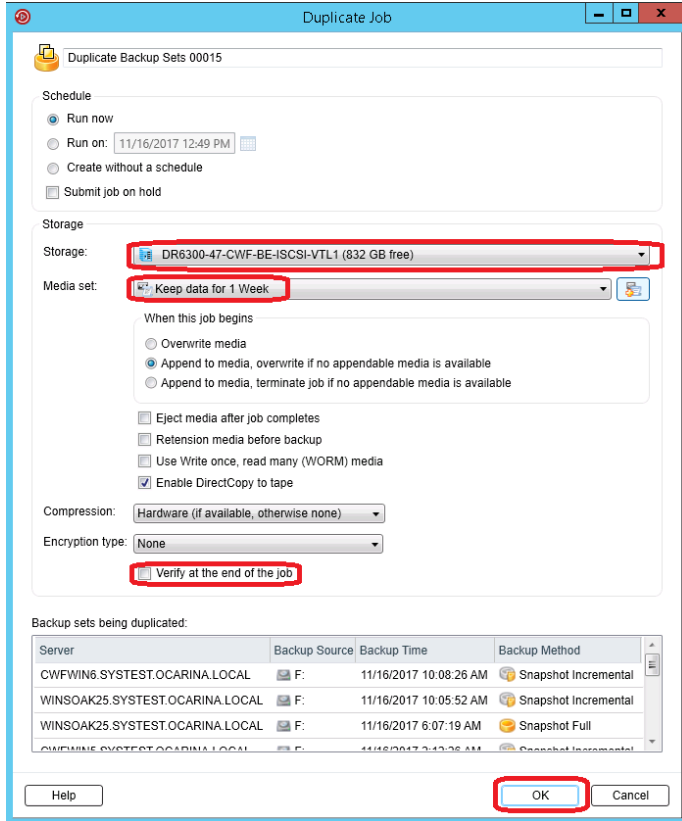 Duplicate Job
Duplicate Backup Sets 00015
Schedule
Run now
Run on: 11/16/2017 12:49 PM
Create without a schedule
Submit job on hold
Storage
Storage: DR6300-47-CWF-BE-ISCSI-VTL1 (832 GB free)
Media set: Keep data for 1 Week
When this job begins
Overwrite media
Append to media, overwrite if no appendable media is available
Append to media, terminate job if no appendable media is available
Eject media after job completes
Retension media before backup
Use Write once, read many (WORM) media
Enable DirectCopy to tape
Compression: Hardware (if available, otherwise none)
Encryption type: None
Verify at the end of the job
Backup sets being duplicated:
Server Backup Source Backup Time Backup Method
CWFWIN6.SYSTEST.OCARINA.LOCAL F: 11/16/2017 10:08:26 AM Snapshot Incremental
WINSOAK25.SYSTEST.OCARINA.LOCAL F: 11/16/2017 10:05:52 AM Snapshot Incremental
WINSOAK25.SYSTEST.OCARINA.LOCAL F: 11/16/2017 6:07:19 AM Snapshot Full
Help OK Cancel